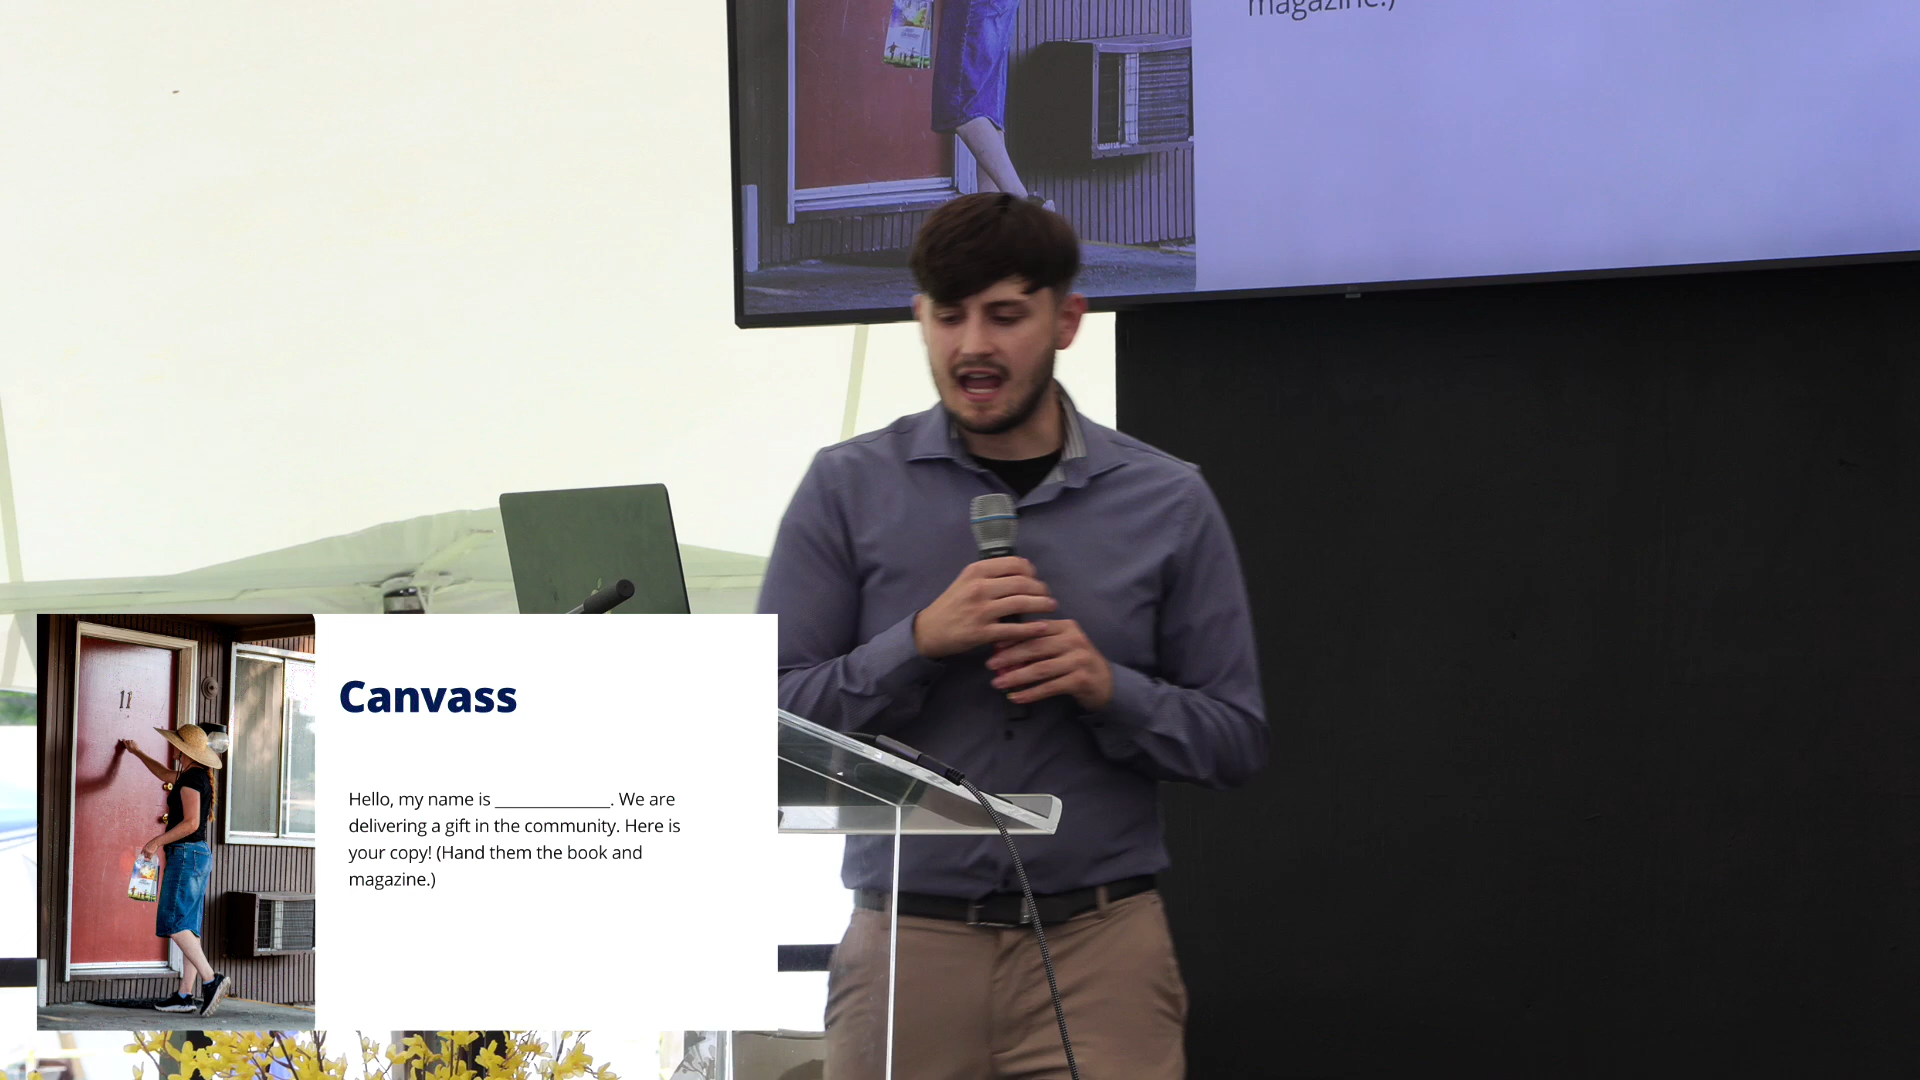 magazine.)
11
Canvass
Hello, my name is ____________. We are
delivering a gift in the community. Here is
your copy! (Hand them the book and
magazine.)